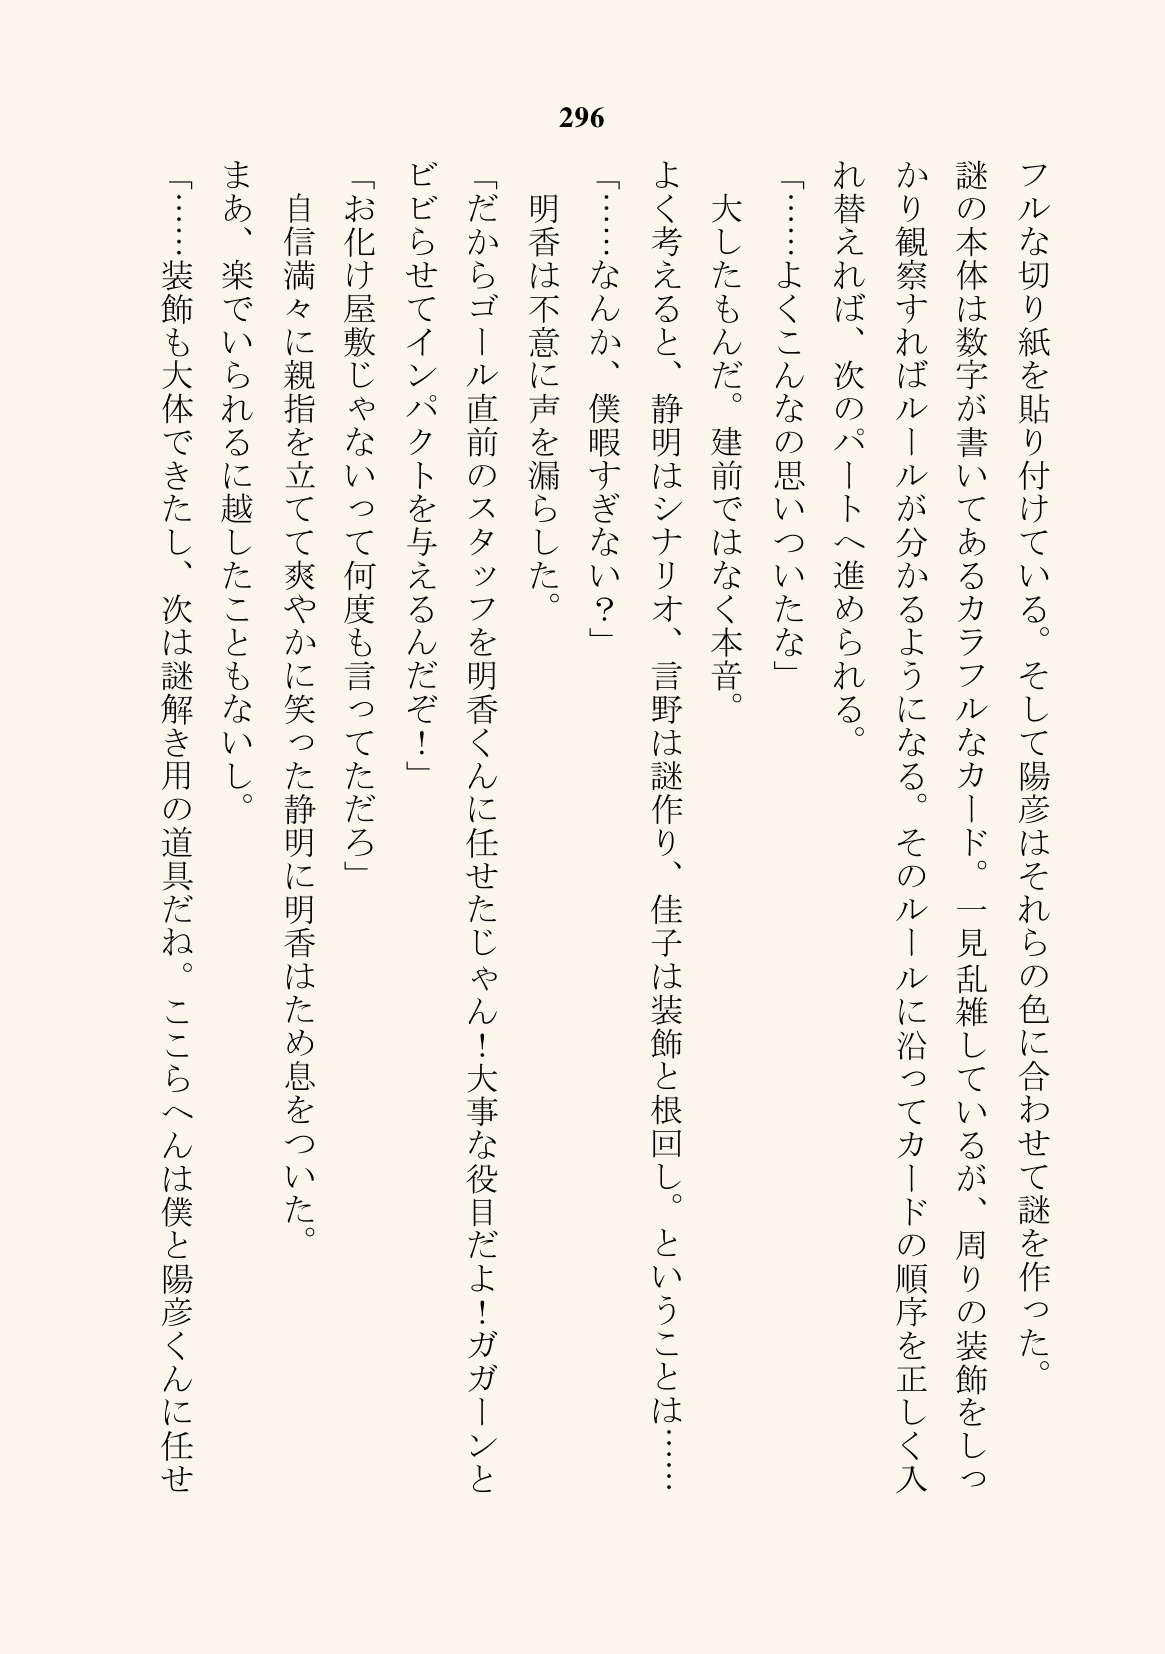 296
フルな切り紙を貼り付けている。そして陽彦はそれらの色に合わせて謎を作った。
謎の本体は数字が書いてあるカラフルなカード。一見乱雑しているが、周りの装飾をしっ
かり観察すればルールが分かるようになる。そのルールに沿ってカードの順序を正しく入
れ替えれば、次のパートへ進められる。
「……よくこんなの思いついたな」
　大したもんだ。建前ではなく本音。
よく考えると、静明はシナリオ、言野は謎作り、佳子は装飾と根回し。ということは……
「……なんか、僕暇すぎない？」
　明香は不意に声を漏らした。
「だからゴール直前のスタッフを明香くんに任せたじゃん！大事な役目だよ！ガガーンと
ビビらせてインパクトを与えるんだぞ！」
「お化け屋敷じゃないって何度も言ってただろ」
　自信満々に親指を立てて爽やかに笑った静明に明香はため息をついた。
まあ、楽でいられるに越したこともないし。
「……装飾も大体できたし、次は謎解き用の道具だね。ここらへんは僕と陽彦くんに任せ